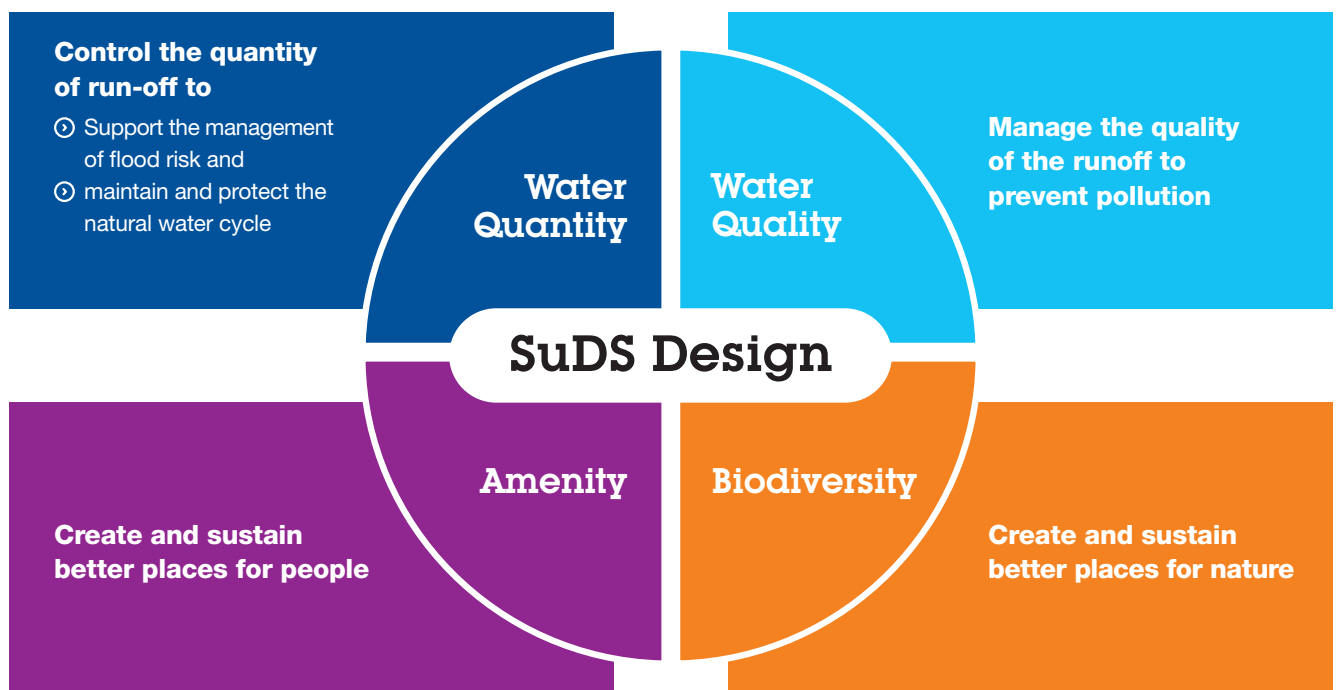 Control the quantity
of run-off to
Support the management
of flood risk and
maintain and protect the
natural water cycle
Water
Quantity
Water
Quality
Manage the quality
of the runoff to
prevent pollution
SuDS Design
Amenity
Create and sustain
better places for people
Biodiversity
Create and sustain
better places for nature